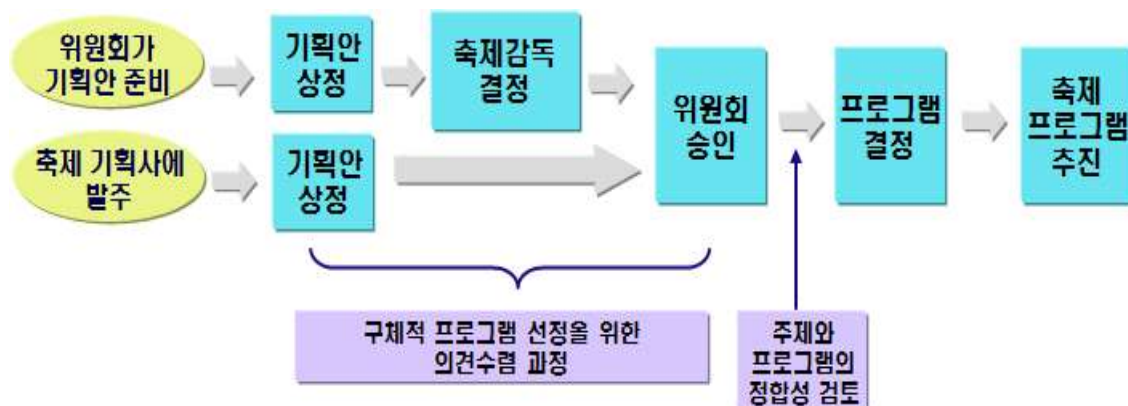 위원회가
기획안 준비
기획안
상정
축제감독
결정
위원회
승인
프로그램
결정
축제
프로그램
추진
축제 기획사에
발주
기획안
상정
구체적 프로그램 선정올 위한
의견수렴 과정
주제와
프로그램의
정합성 검토